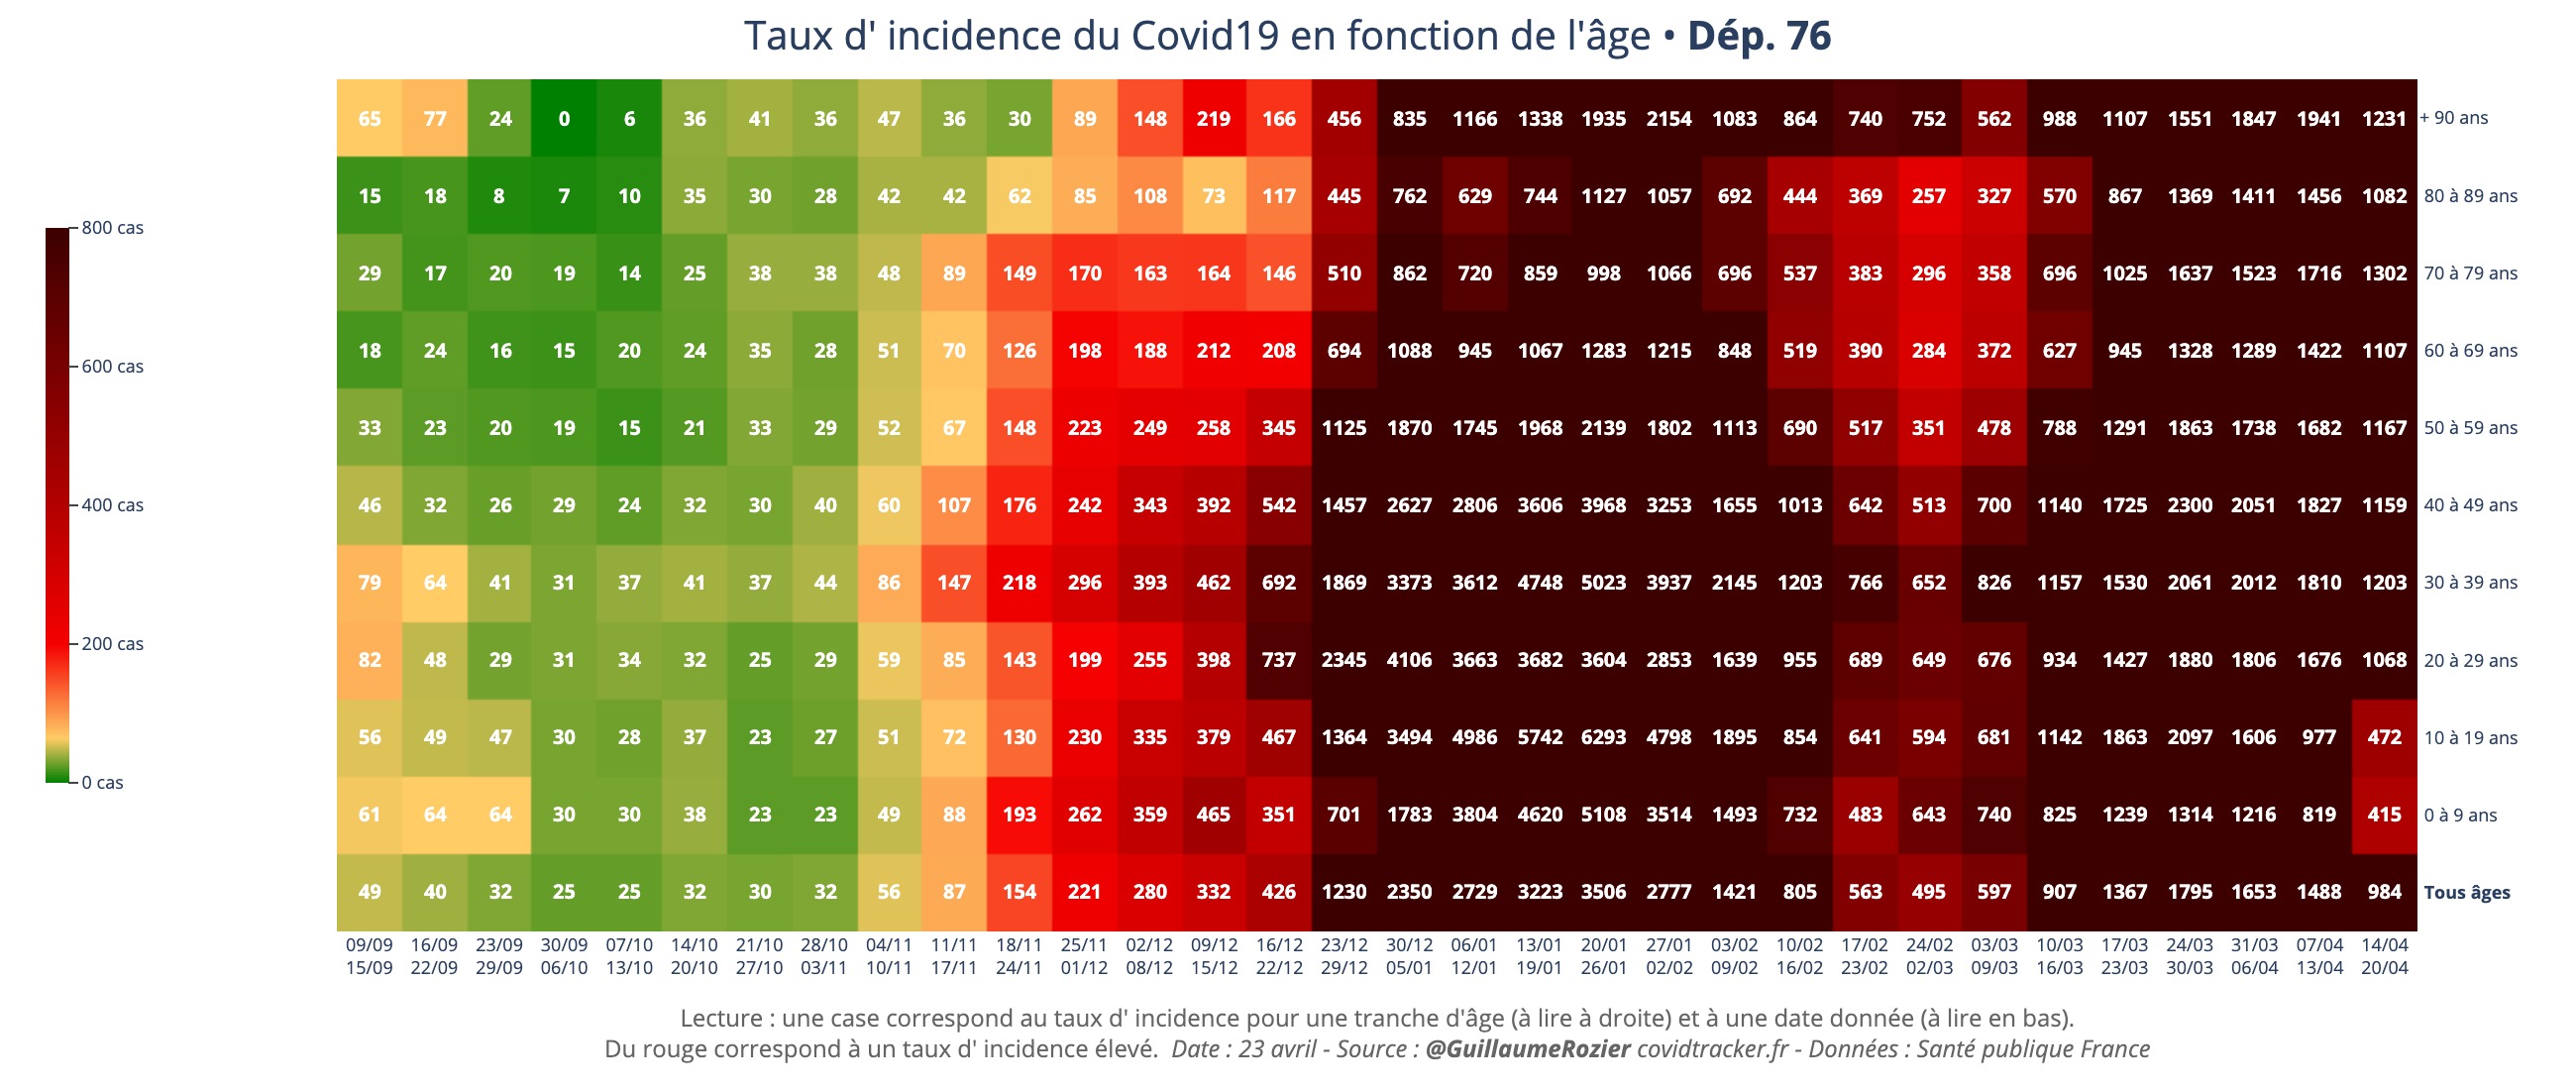 Taux d' incidence du Covid19 en fonction de l'âge • Dép. 76
65 77 24 0 6 36 41 36 47 36 30 89 148 219 166 456 835 1166 1338 1935 2154 1083 864 740 752 562 988 1107 1551 1847 1941 1231 + 90 ans
15 18 8 7 10 35 30 28 42 42 62 85 108 73 117 445 762 629 744 1127 1057 692 444 369 257 327 570 867 1369 1411 1456 1082 80 à 89 ans
800 cas
29 17 20 19 14 25 38 38 48 89 149 170 163 164 146 510 862 720 859 998 1066 696 537 383 296 358 696 1025 1637 1523 1716 1302 70 à 79 ans
18 24 16 15 20 24 35 28 51 70 126 198 188 212 208 694 1088 945 1067 1283 1215 848 519 390 284 372 627 945 1328 1289 1422 1107 60 à 69 ans
600 cas
33 23 20 19 15 21 33 29 52 67 148 223 249 258 345 1125 1870 1745 1968 2139 1802 1113 690 517 351 478 788 1291 1863 1738 1682 1167 50 à 59 ans
400 cas
46 32 26 29 24 32 30 40 60 107 176 242 343 392 542 1457 2627 2806 3606 3968 3253 1655 1013 642 513 700 1140 1725 2300 2051 1827 1159 40 à 49 ans
79 64 41 31 37 41 37 44 86 147 218 296 393 462 692 1869 3373 3612 4748 5023 3937 2145 1203 766 652 826 1157 1530 2061 2012 1810 1203 30 à 39 ans
200 cas
82 48 29 31 34 32 25 29 59 85 143 199 255 398 737 2345 4106 3663 3682 3604 2853 1639 955 689 649 676 934 1427 1880 1806 1676 1068 20 à 29 ans
56 49 47 30 28 37 23 27 51 72 130 230 335 379 467 1364 3494 4986 5742 6293 4798 1895 854 641 594 681 1142 1863 2097 1606 977 472 10 à 19 ans
0 cas
61 64 64 30 30 38 23 23 49 88 193 262 359 465 351 701 1783 3804 4620 5108 3514 1493 732 483 643 740 825 1239 1314 1216 819 415 0 à 9 ans
49 40 32 25 25 32 30 32 56 87 154 221 280 332 426 1230 2350 2729 3223 3506 2777 1421 805 563 495 597 907 1367 1795 1653 1488 984 Tous âges
09/09 16/09 23/09 30/09 07/10 14/10 21/10 28/10 04/11 11/11 18/11 25/11 02/12 09/12 16/12 23/12 30/12 06/01 13/01 20/01 27/01 03/02 10/02 17/02 24/02 03/03 10/03 17/03 24/03 31/03 07/04 14/04
15/09 22/09 29/09 06/10 13/10 20/10 27/10 03/11 10/11 17/11 24/11 01/12 08/12 15/12 22/12 29/12 05/01 12/01 19/01 26/01 02/02 09/02 16/02 23/02 02/03 09/03 16/03 23/03 30/03 06/04 13/04 20/04
Lecture : une case correspond au taux d' incidence pour une tranche d'âge (à lire à droite) et à une date donnée (à lire en bas).
Du rouge correspond à un taux d' incidence élevé. Date : 23 avril - Source : @GuillaumeRozier covidtracker.fr - Données : Santé publique France